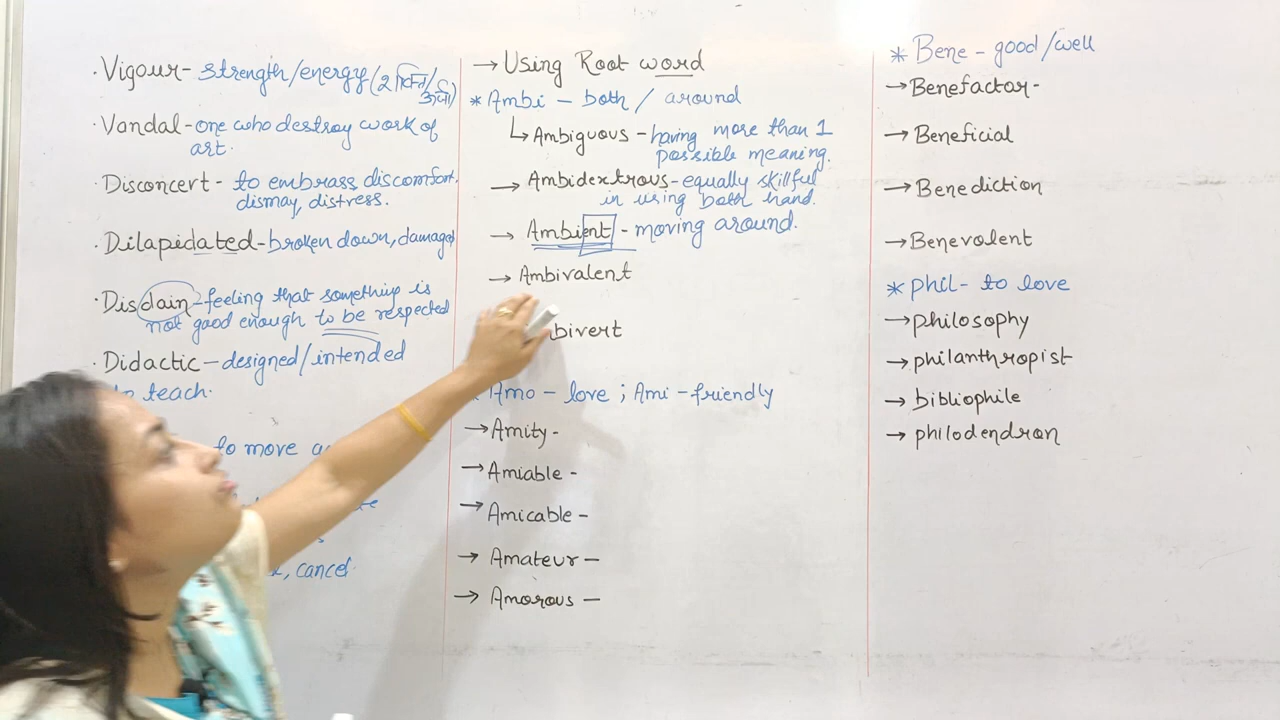 · Vigour - strength/energy (शक्ति/
· Vandal - one who destroy work of
art.
· Disconcert - to embrass discomfort.
dismay, distress.
· Dilapidated - broken down, damaged
· Disdain - feeling that something is
not good enough to be respected
· Didactic - designed/intended
to teach.
to move
, cancel.
→ Using Root word
* Ambi - both / around
↳ Ambiguous - having more than 1
possible meaning.
→ Ambidextrous - equally skillful
in using both hand.
→ Ambient - moving around.
→ Ambivalent
bivert
Amo - love ; Ami - friendly
→ Amity -
→ Amiable -
→ Amicable -
→ Amateur -
→ Amorous -
* Bene - good/well
→ Benefactor -
→ Beneficial
→ Benediction
→ Benevolent
* phil - to love
→ philosophy
→ philanthropist
→ bibliophile
→ philodendron